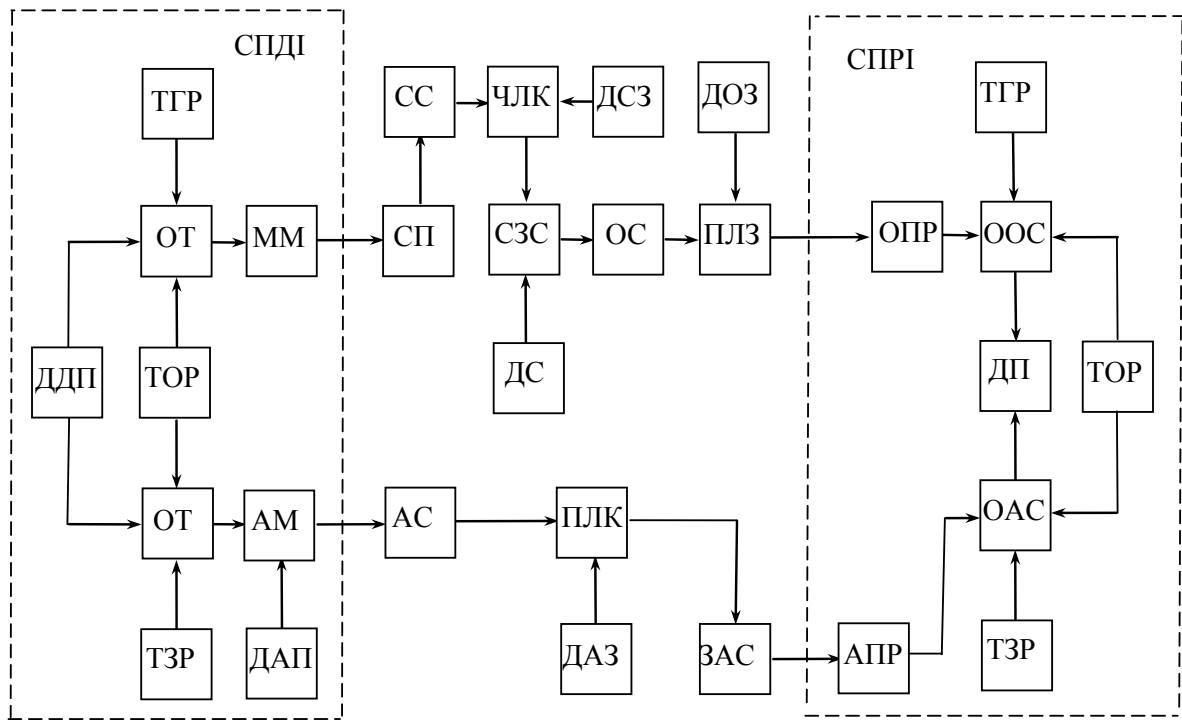 СПДІ
СПРІ
ТГР
СС
ЧЛК
ДСЗ
ДОЗ
ТГР
ОТ
ММ
СП
СЗС
ОС
ПЛЗ
ОПР
ООС
ДДП
ТОР
ДС
ДП
ТОР
ОТ
АМ
АС
ПЛК
ОАС
ТЗР
ДАП
ДАЗ
ЗАС
АПР
ТЗР